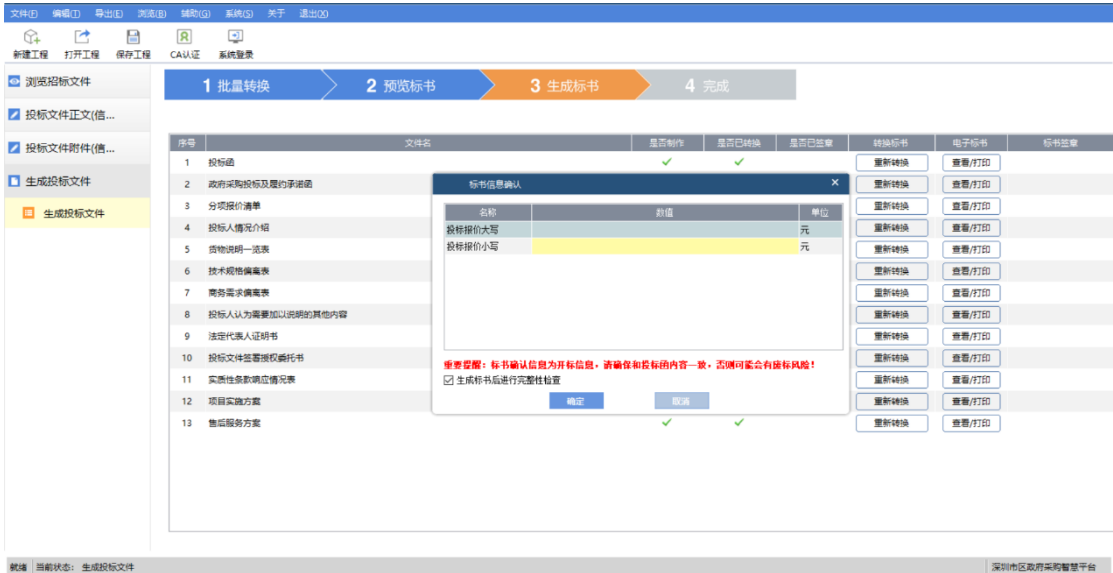 文件(F) 编辑(T) 导出(E) 浏览(B) 辅助(G) 系统(S) 关于 退出(X)
新建工程 打开工程 保存工程 CA认证 系统登录
浏览招标文件
投标文件正文(信...
投标文件附件(信...
生成投标文件
生成投标文件
1 批量转换 2 预览标书 3 生成标书 4 完成
序号 文件名 是否制作 是否已转换 是否已签章 转换标书 电子标书 标书签章
1 投标函 重新转换 查看/打印
2 政府采购投标及履约承诺函 重新转换 查看/打印
3 分项报价清单 重新转换 查看/打印
4 投标人情况介绍 重新转换 查看/打印
5 货物说明一览表 重新转换 查看/打印
6 技术规格偏离表 重新转换 查看/打印
7 商务需求偏离表 重新转换 查看/打印
8 投标人认为需要加以说明的其他内容 重新转换 查看/打印
9 法定代表人证明书 重新转换 查看/打印
10 投标文件签署授权委托书 重新转换 查看/打印
11 实质性条款响应情况表 重新转换 查看/打印
12 项目实施方案 重新转换 查看/打印
13 售后服务方案 重新转换 查看/打印
标书信息确认
名称 数值 单位
投标报价大写 元
投标报价小写 元
重要提醒：标书确认信息为开标信息，请确保和投标函内容一致，否则可能会有废标风险！
生成标书后进行完整性检查
确定 取消
就绪 当前状态： 生成投标文件 深圳市区政府采购智慧平台